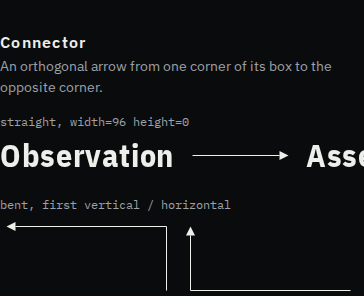 Connector
An orthogonal arrow from one corner of its box to the
opposite corner.
straight, width=96 height=0
Observation
bent, first vertical / horizontal